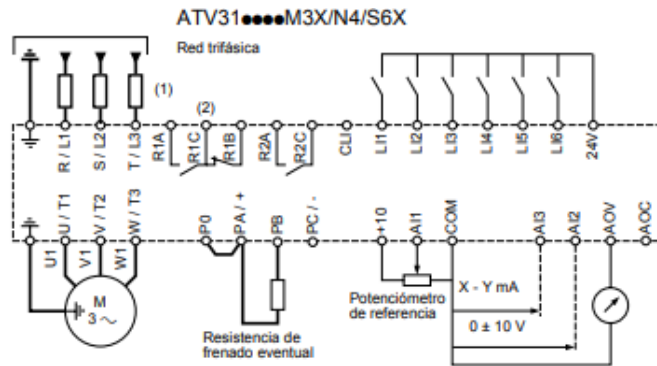 ATV31●●●●M3X/N4/S6X
Red trifásica
(1)
(2)
R / L1
S / L2
T / L3
R1A
R1C
R1B
R2A
R2C
CLI
LI1
LI2
LI3
LI4
LI5
LI6
24V
U / T1
V / T2
W / T3
P0
PA / +
PB
PC / -
+10
AI1
COM
AI3
AI2
AOV
AOC
U1
V1
W1
M
3 ~
Resistencia de
frenado eventual
Potenciómetro
de referencia
X - Y mA
0 ± 10 V